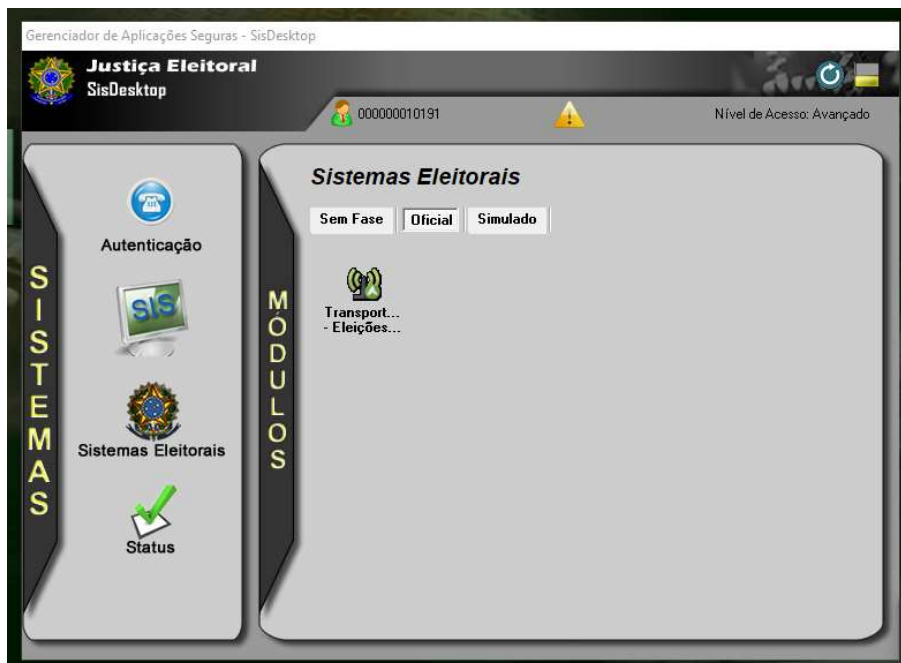 Gerenciador de Aplicações Seguras - SisDesktop
Justiça Eleitoral
SisDesktop
000000010191
Nível de Acesso: Avançado
SISTEMAS
Autenticação
SIS
Sistemas Eleitorais
Status
MÓDULOS
Sistemas Eleitorais
Sem Fase
Oficial
Simulado
Transport...
- Eleições...